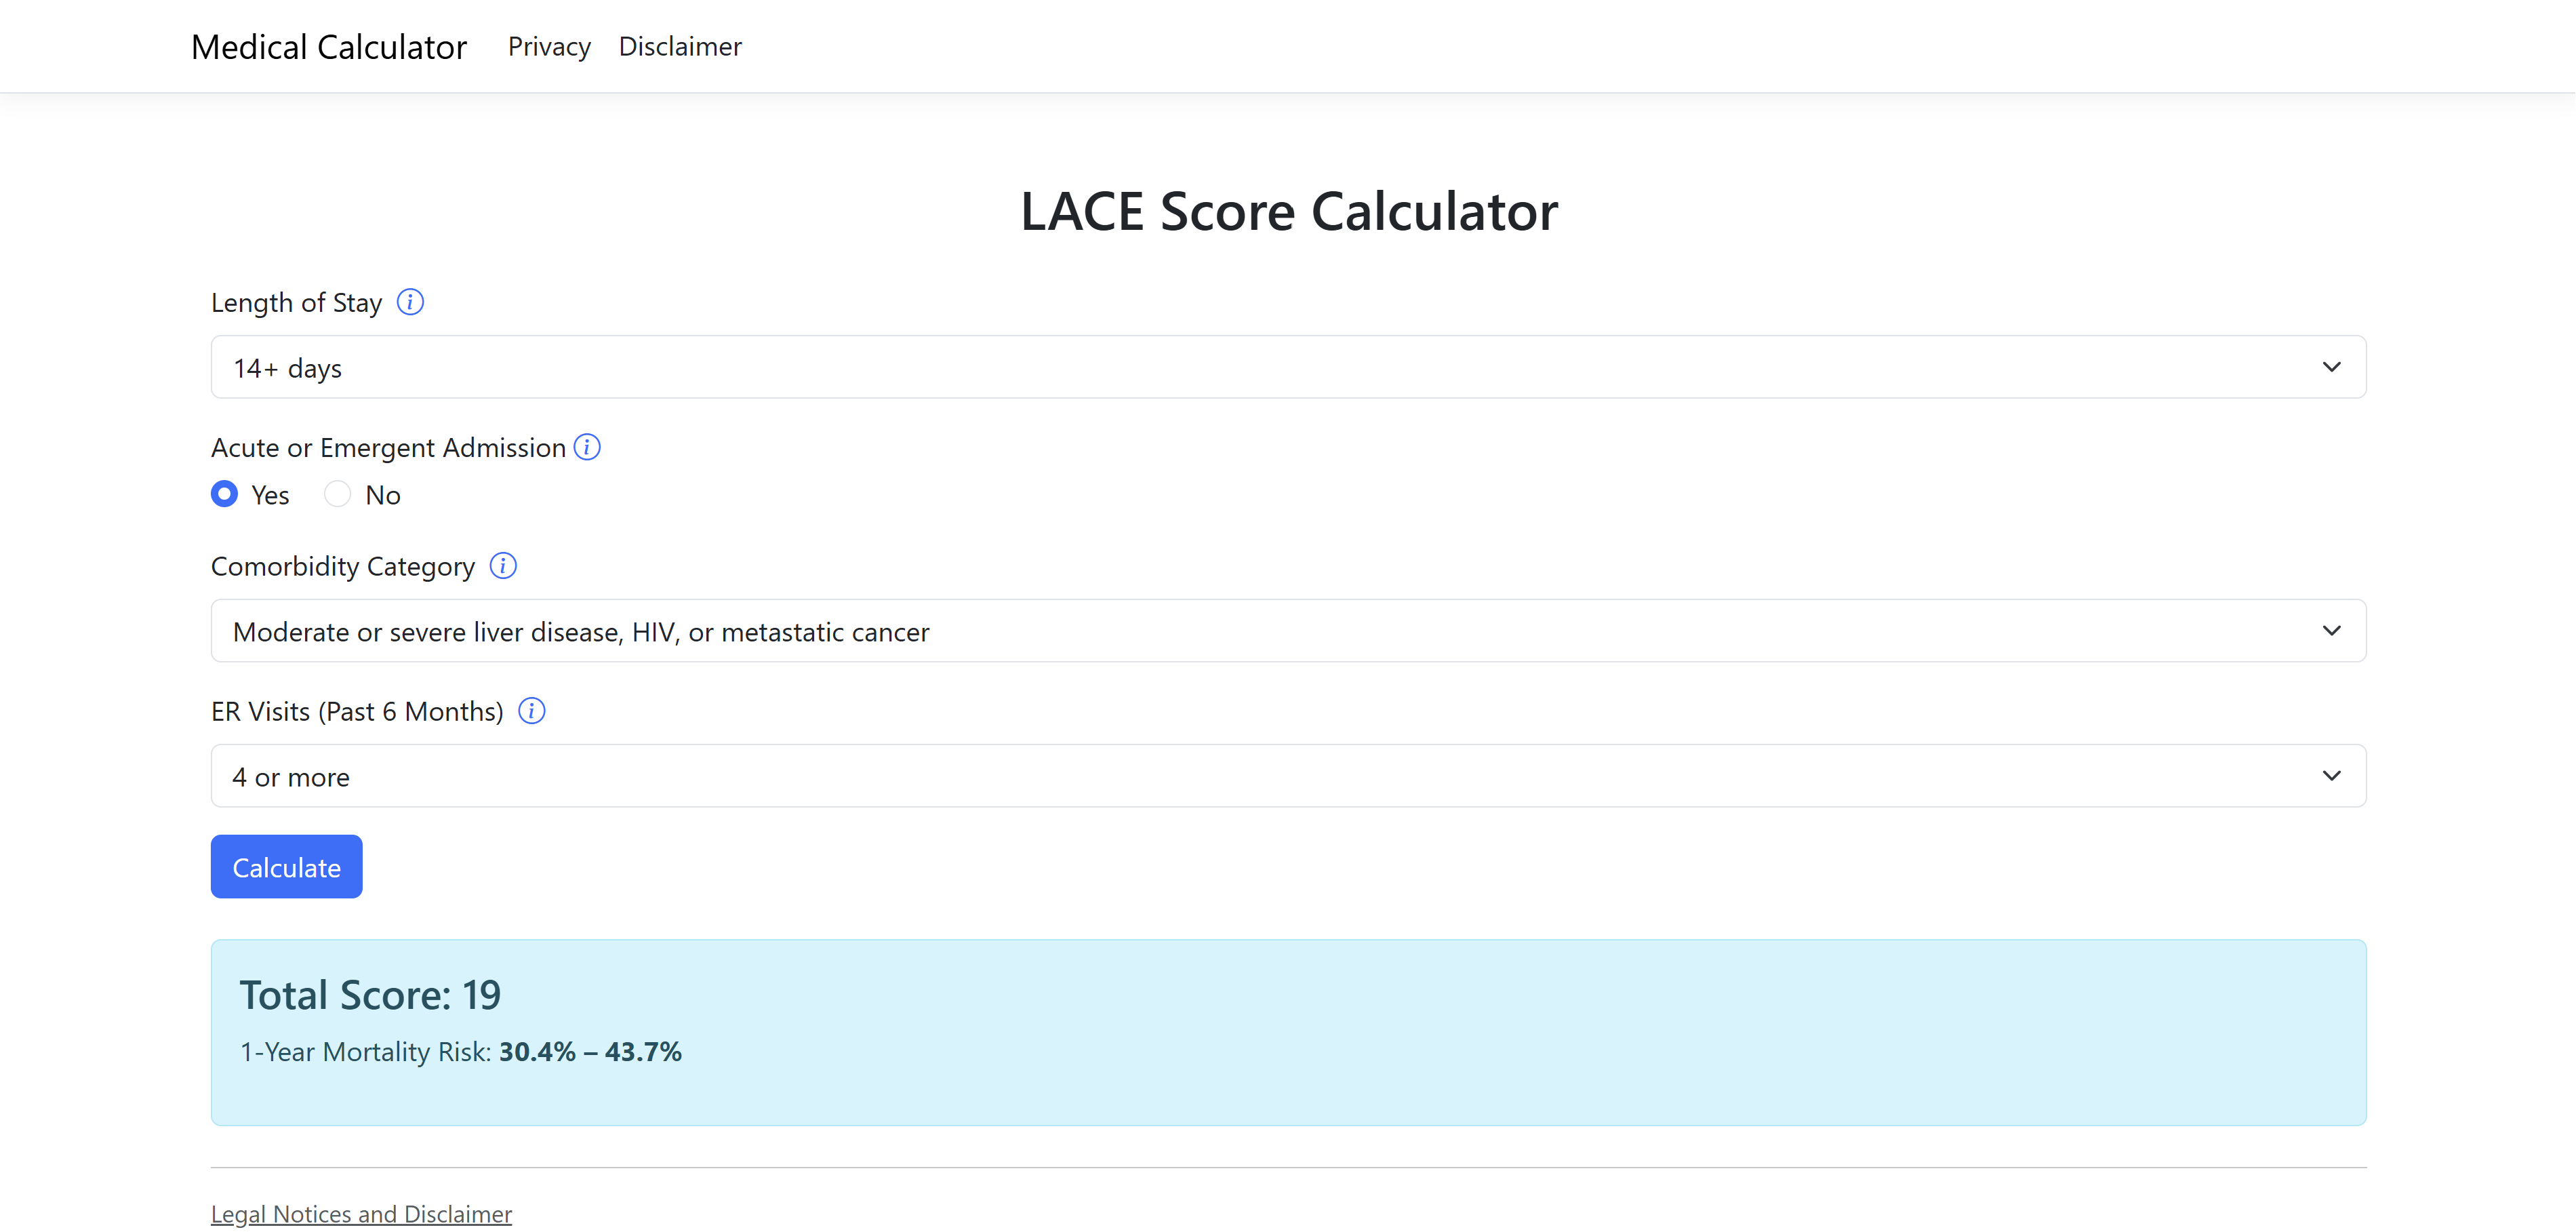 Medical Calculator Privacy Disclaimer
LACE Score Calculator
Length of Stay
14+ days
Acute or Emergent Admission
Yes No
Comorbidity Category
Moderate or severe liver disease, HIV, or metastatic cancer
ER Visits (Past 6 Months)
4 or more
Calculate
Total Score: 19
1-Year Mortality Risk: 30.4% – 43.7%
Legal Notices and Disclaimer